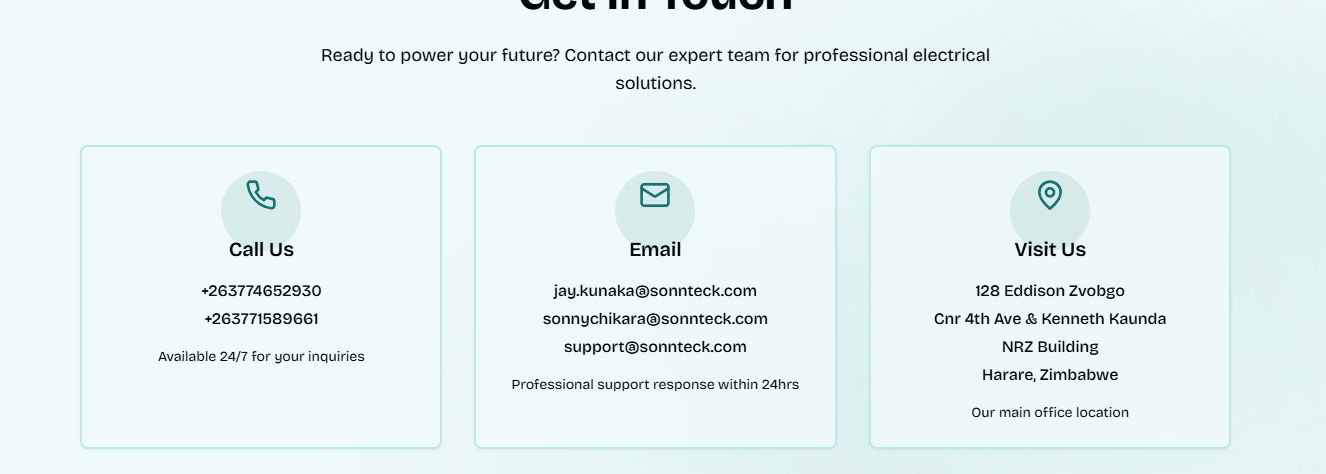 Get In Touch
Ready to power your future? Contact our expert team for professional electrical
solutions.
Call Us
+263774652930
+263771589661
Available 24/7 for your inquiries
Email
jay.kunaka@sonnteck.com
sonnychikara@sonnteck.com
support@sonnteck.com
Professional support response within 24hrs
Visit Us
128 Eddison Zvobgo
Cnr 4th Ave & Kenneth Kaunda
NRZ Building
Harare, Zimbabwe
Our main office location